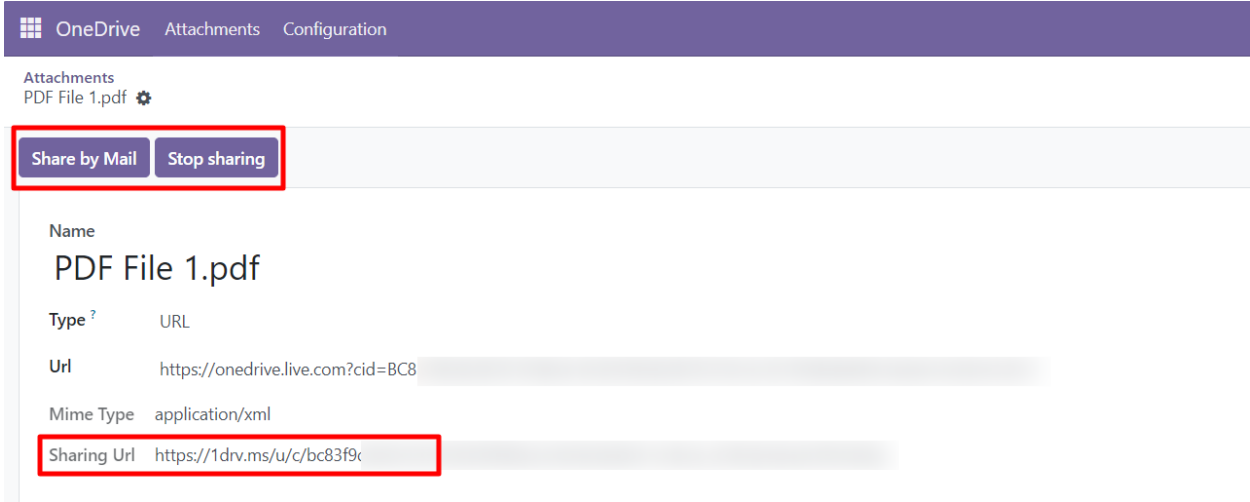 OneDrive Attachments Configuration
Attachments
PDF File 1.pdf
Share by Mail Stop sharing
Name
PDF File 1.pdf
Type ? URL
Url https://onedrive.live.com?cid=BC8
Mime Type application/xml
Sharing Url https://1drv.ms/u/c/bc83f9